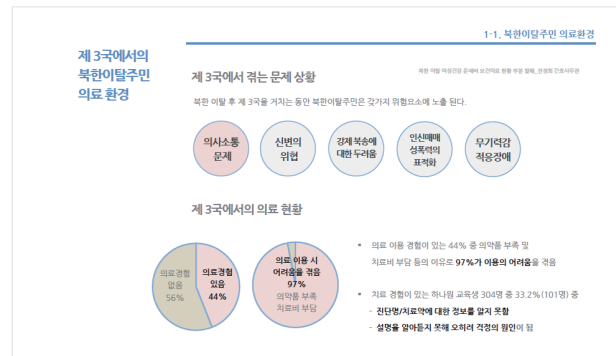 1-1. 북한이탈주민 의료환경
제 3국에서의
북한이탈주민
의료 환경
제 3국에서 겪는 문제 상황
북한 이탈 후 제 3국을 거치는 동안 북한이탈주민은 갖가지 위험요소에 노출 된다.
의사소통
문제
신변의
위협
강제 북송에
대한 두려움
인신매매
성폭력의
표적화
무기력감
적응장애
제 3국에서의 의료 현황
의료경험
없음
56%
의료경험
있음
44%
의료 이용 시
어려움을 겪음
97%
의약품 부족
치료비 부담
• 의료 이용 경험이 있는 44% 중 의약품 부족 및
치료비 부담 등의 이유로 97%가 이용의 어려움을 겪음
• 치료 경험이 있는 하나원 교육생 304명 중 33.2%(101명) 중
- 진단명/치료약에 대한 정보를 알지 못함
- 설명을 알아듣지 못해 오히려 걱정의 원인이 됨